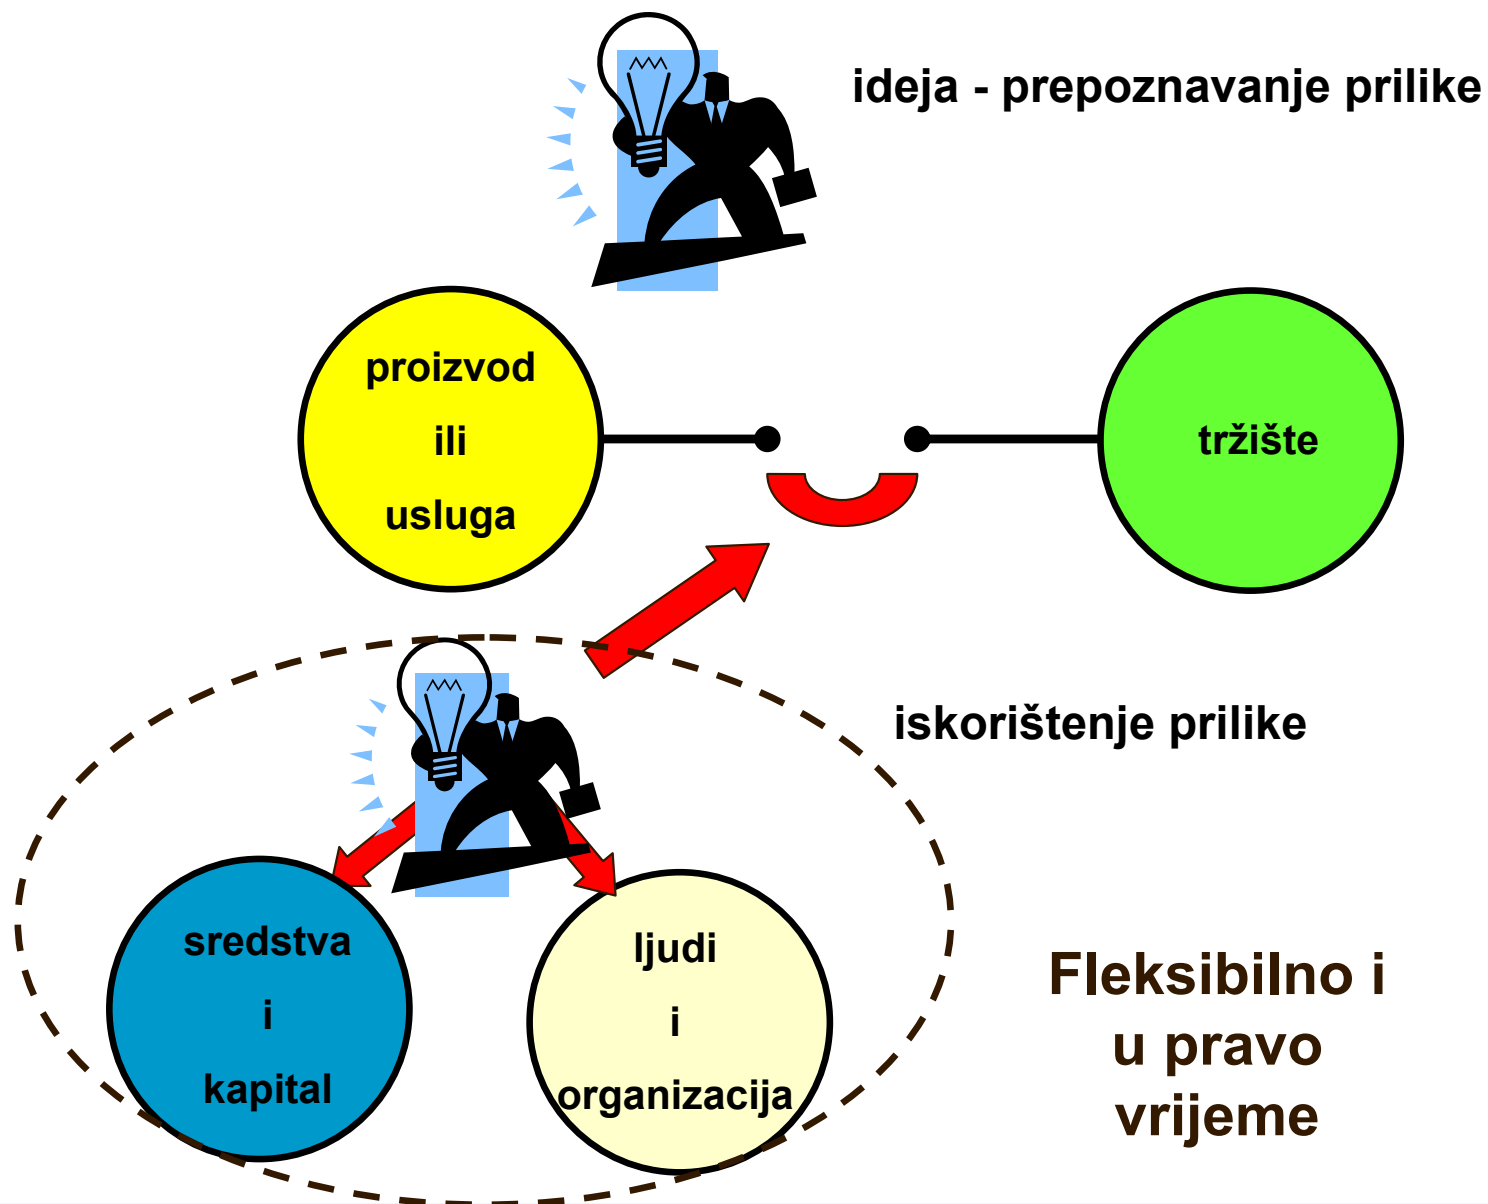 ideja - prepoznavanje prilike
proizvod
ili
usluga
tržište
iskorištenje prilike
sredstva
i
kapital
ljudi
i
organizacija
Fleksibilno i
u pravo
vrijeme